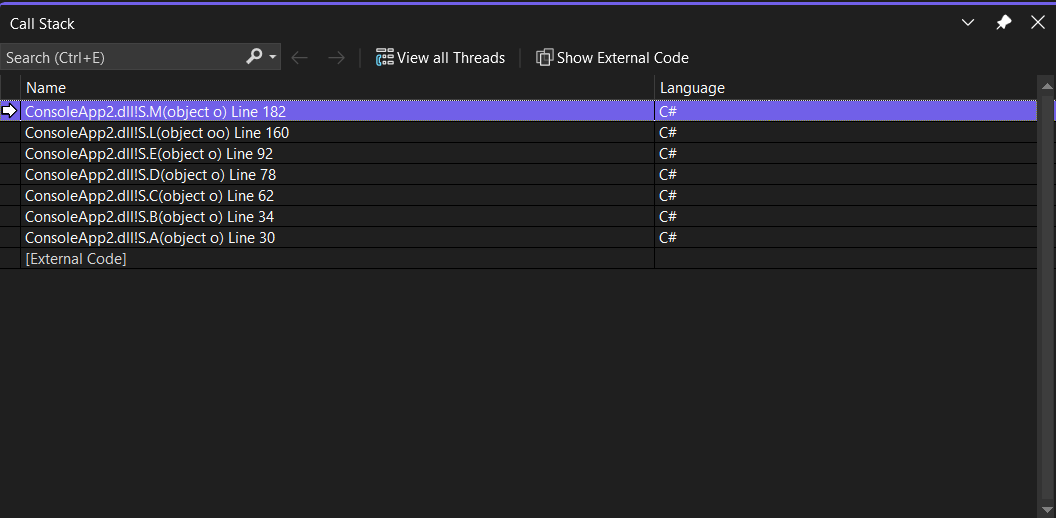 Call Stack
Search (Ctrl+E) View all Threads Show External Code
Name Language
ConsoleApp2.dll!S.M(object o) Line 182 C#
ConsoleApp2.dll!S.L(object oo) Line 160 C#
ConsoleApp2.dll!S.E(object o) Line 92 C#
ConsoleApp2.dll!S.D(object o) Line 78 C#
ConsoleApp2.dll!S.C(object o) Line 62 C#
ConsoleApp2.dll!S.B(object o) Line 34 C#
ConsoleApp2.dll!S.A(object o) Line 30 C#
[External Code]